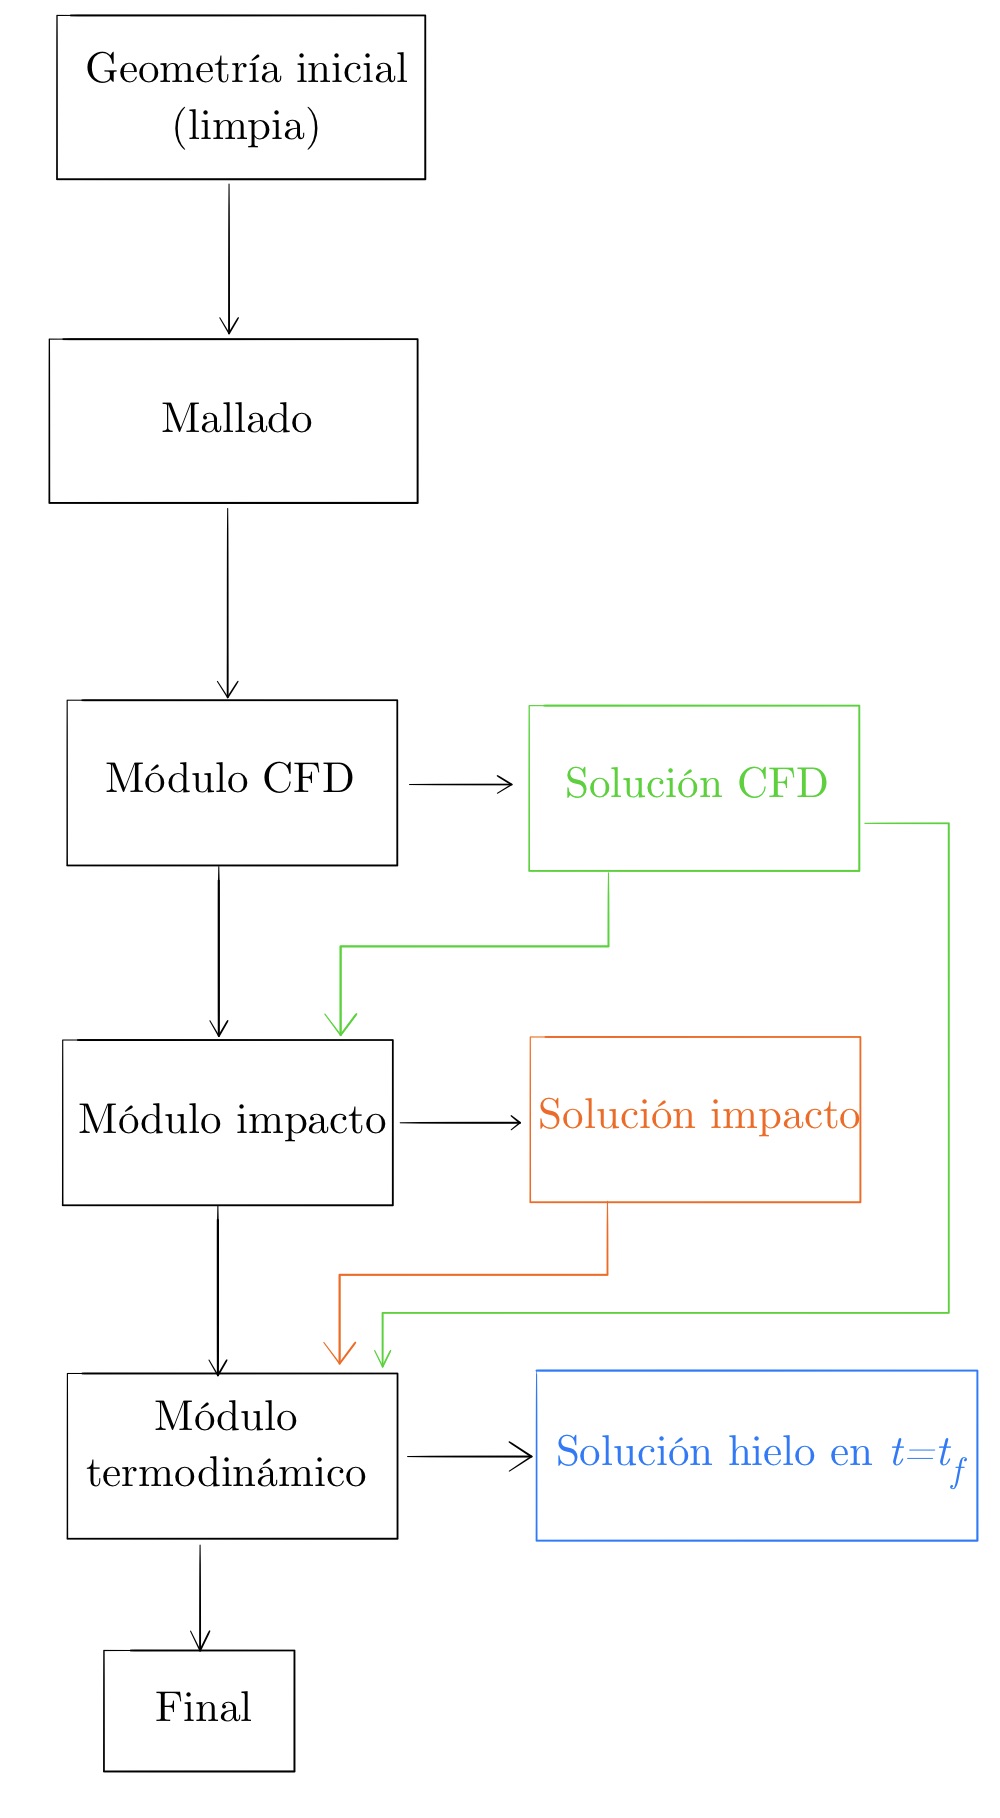 Geometría inicial
(limpia)
Mallado
Módulo CFD
Solución CFD
Módulo impacto
Solución impacto
Módulo
termodinámico
Solución hielo en t=t_f
Final